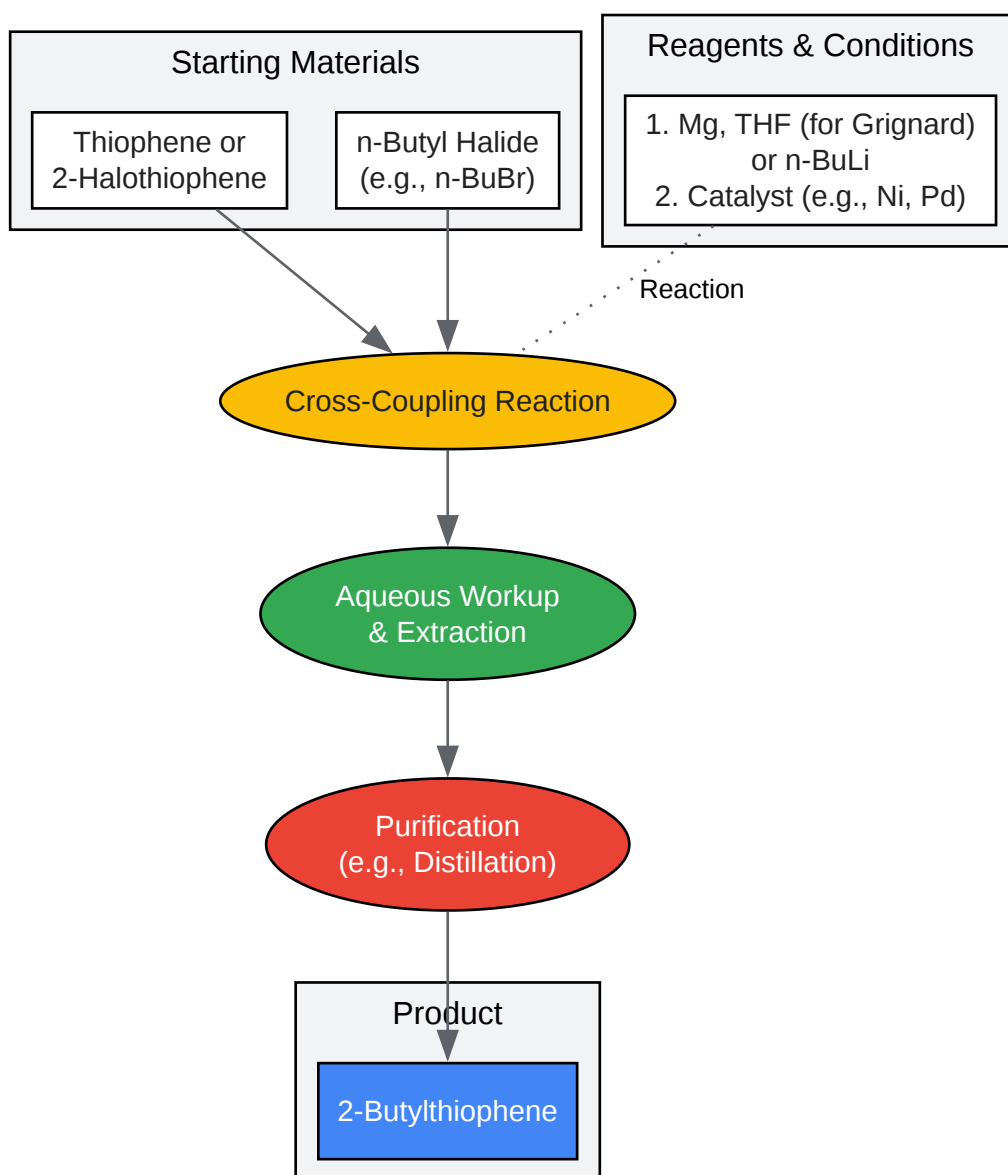 Starting Materials
Thiophene or
2-Halothiophene
n-Butyl Halide
(e.g., n-BuBr)
Reagents & Conditions
1. Mg, THF (for Grignard)
or n-BuLi
2. Catalyst (e.g., Ni, Pd)
Reaction
Cross-Coupling Reaction
Aqueous Workup
& Extraction
Purification
(e.g., Distillation)
Product
2-Butylthiophene